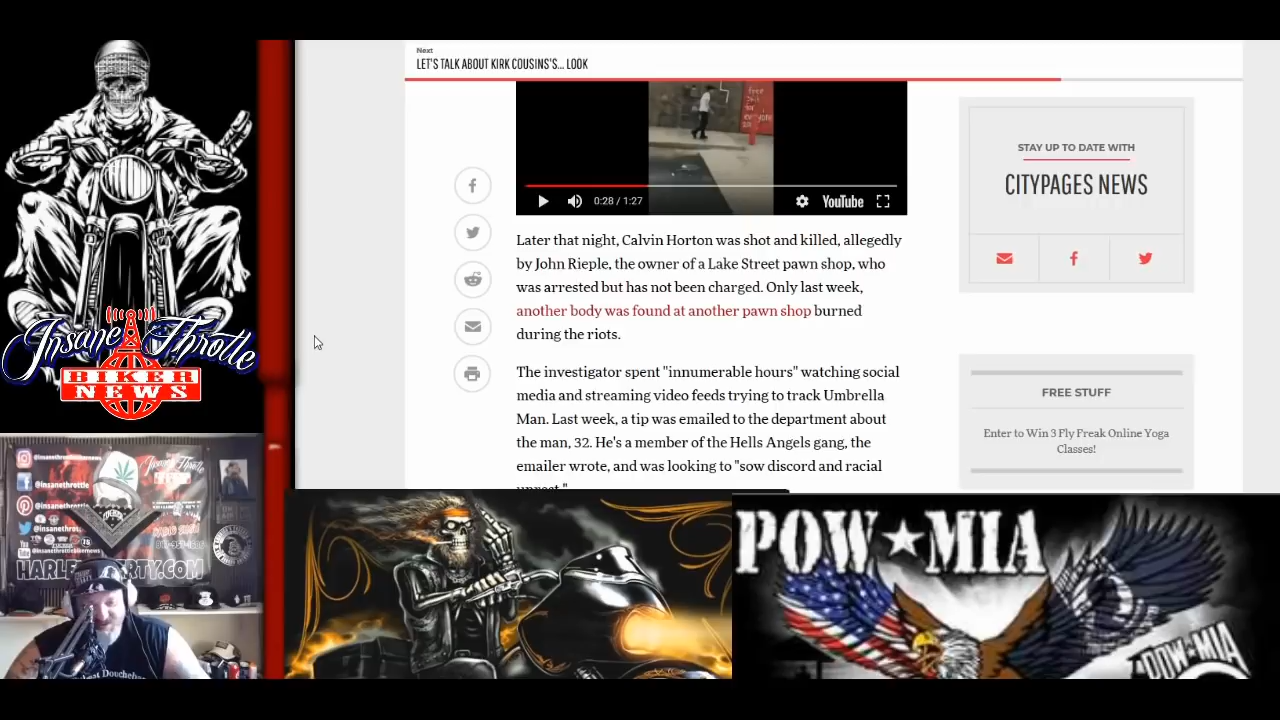 Next
LET'S TALK ABOUT KIRK COUSINS'S... LOOK
0:28 / 1:27
YouTube
Later that night, Calvin Horton was shot and killed, allegedly
by John Rieple, the owner of a Lake Street pawn shop, who
was arrested but has not been charged. Only last week,
another body was found at another pawn shop burned
during the riots.
The investigator spent "innumerable hours" watching social
media and streaming video feeds trying to track Umbrella
Man. Last week, a tip was emailed to the department about
the man, 32. He's a member of the Hells Angels gang, the
emailer wrote, and was looking to "sow discord and racial
unrest."
STAY UP TO DATE WITH
CITYPAGES NEWS
FREE STUFF
Enter to Win 3 Fly Freak Online Yoga
Classes!
Insane Throttle
BIKER
NEWS
@insanethrottlebikernews
POW★MIA
POW★MIA